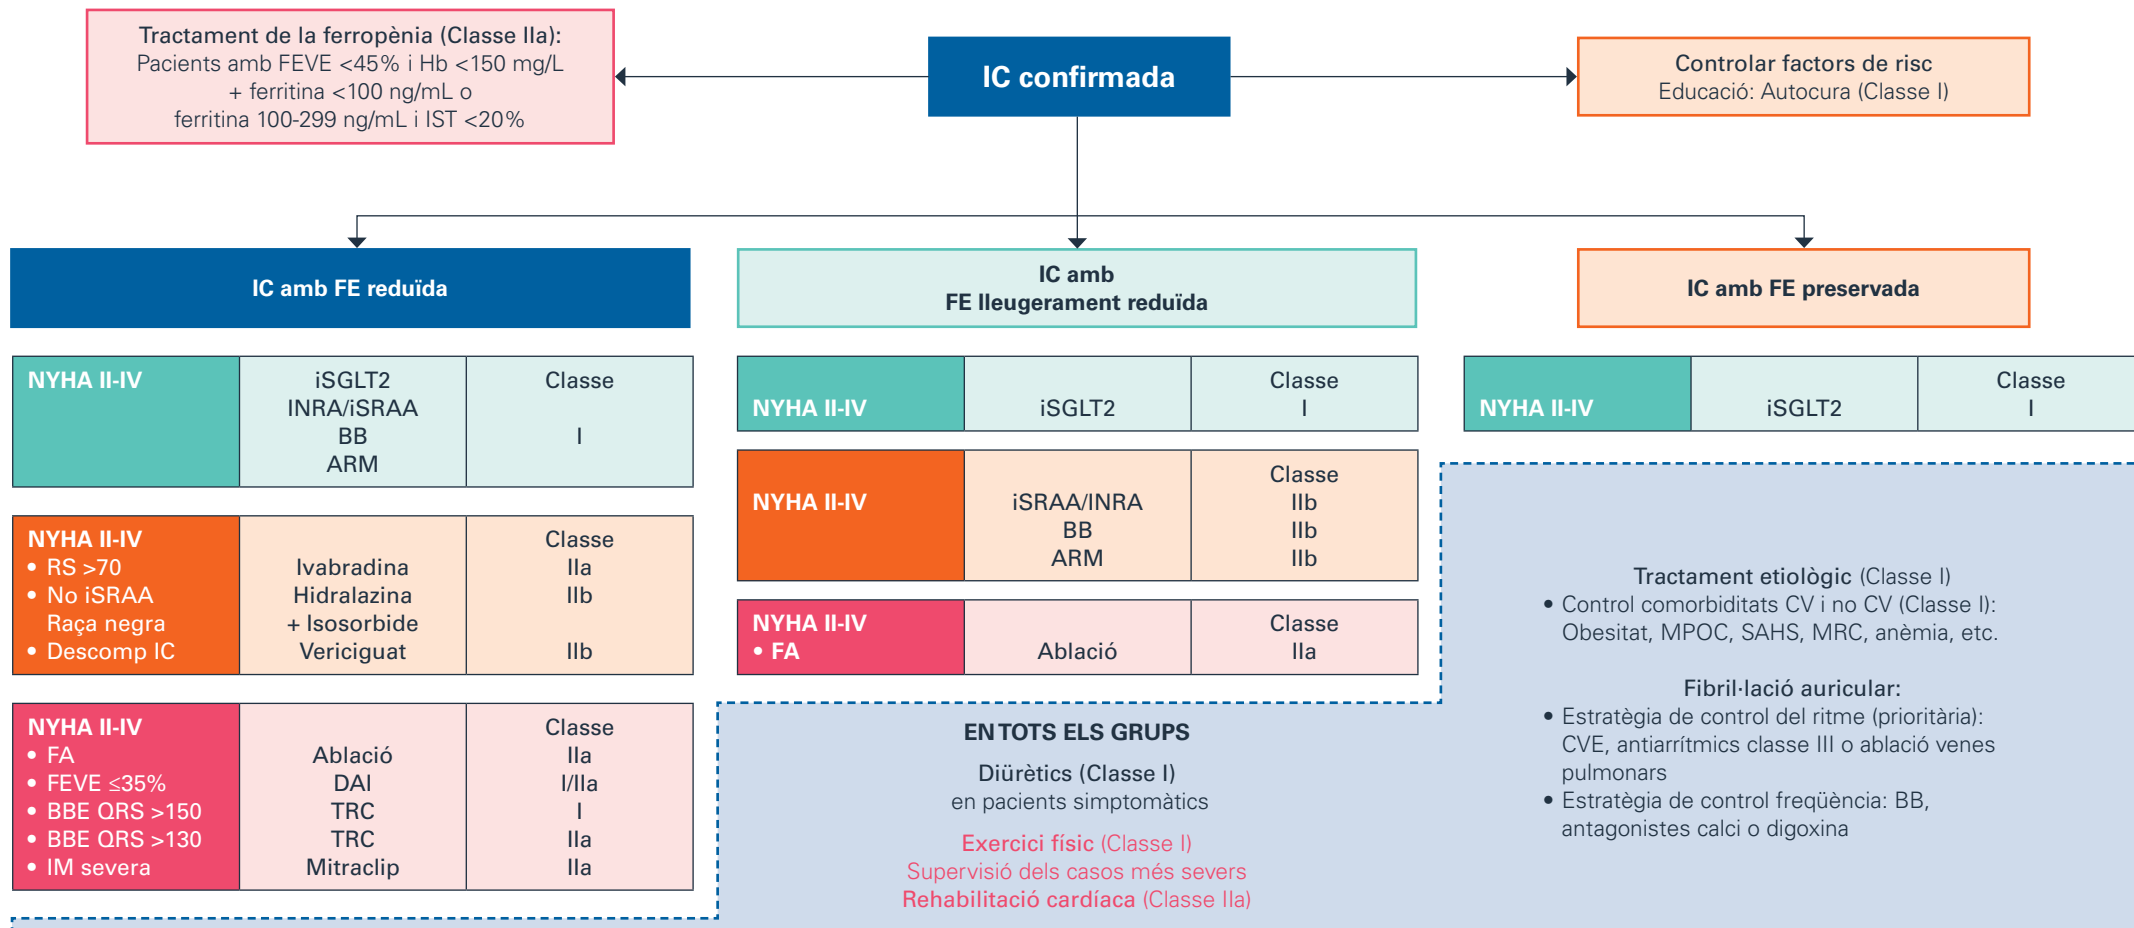 Tractament de la ferropènia (Classe IIa):
Pacients amb FEVE <45% i Hb <150 mg/L
+ ferritina <100 ng/mL o
ferritina 100-299 ng/mL i IST <20%
IC confirmada
Controlar factors de risc
Educació: Autocura (Classe I)
IC amb FE reduïda
IC amb
FE lleugerament reduïda
IC amb FE preservada
NYHA II-IV iSGLT2 Classe
INRA/iSRAA
BB I
ARM
NYHA II-IV Classe
• RS >70 Ivabradina IIa
• No iSRAA Hidralazina IIb
Raça negra + Isosorbide
• Descomp IC Vericiguat IIb
NYHA II-IV Classe
• FA Ablació IIa
• FEVE ≤35% DAI I/IIa
• BBE QRS >150 TRC I
• BBE QRS >130 TRC IIa
• IM severa Mitraclip IIa
Classe
NYHA II-IV iSGLT2 I
Classe
NYHA II-IV iSRAA/INRA IIb
BB IIb
ARM IIb
NYHA II-IV Classe
• FA Ablació IIa
Classe
NYHA II-IV iSGLT2 I
EN TOTS ELS GRUPS
Diürètics (Classe I)
en pacients simptomàtics
Exercici físic (Classe I)
Supervisió dels casos més severs
Rehabilitació cardíaca (Classe IIa)
Tractament etiològic (Classe I)
• Control comorbiditats CV i no CV (Classe I):
Obesitat, MPOC, SAHS, MRC, anèmia, etc.
Fibril·lació auricular:
• Estratègia de control del ritme (prioritària):
CVE, antiarrítmics classe III o ablació venes
pulmonars
• Estratègia de control freqüència: BB,
antagonistes calci o digoxina